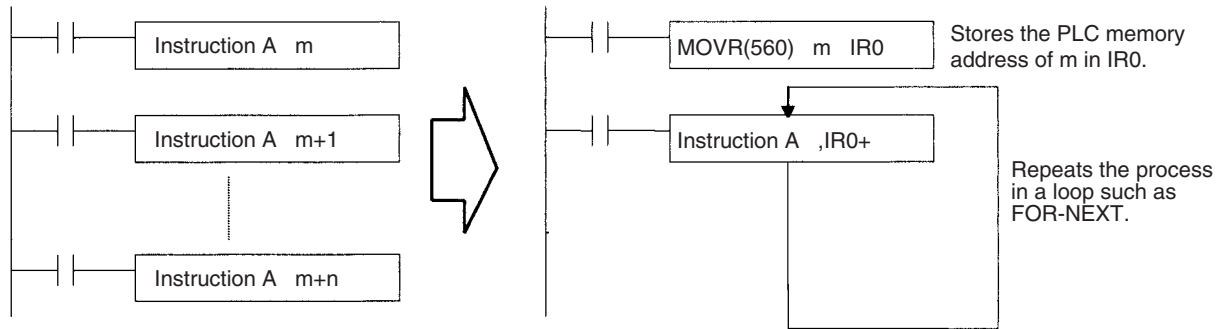 Instruction A m
Instruction A m+1
Instruction A m+n
MOVR(560) m IR0
Stores the PLC memory
address of m in IR0.
Instruction A ,IR0+
Repeats the process
in a loop such as
FOR-NEXT.